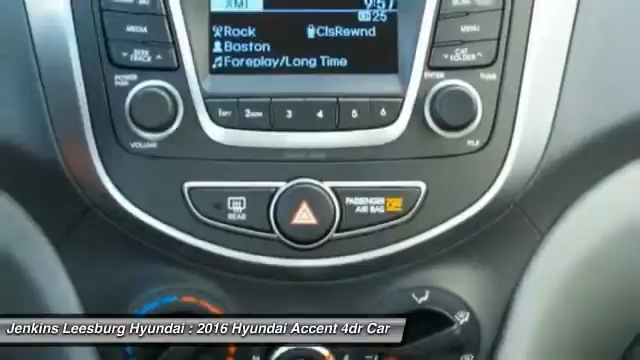 XM1 9:57
25
Rock ClsRewnd
Boston
Foreplay/Long Time
MEDIA
MENU
SEEK
TRACK
CAT
FOLDER
POWER
PUSH
ENTER
TUNE
1 RPT 2 RDM 3 4 5 6
VOLUME
FILE
REAR
PASSENGER
AIR BAG OFF
Jenkins Leesburg Hyundai : 2016 Hyundai Accent 4dr Car